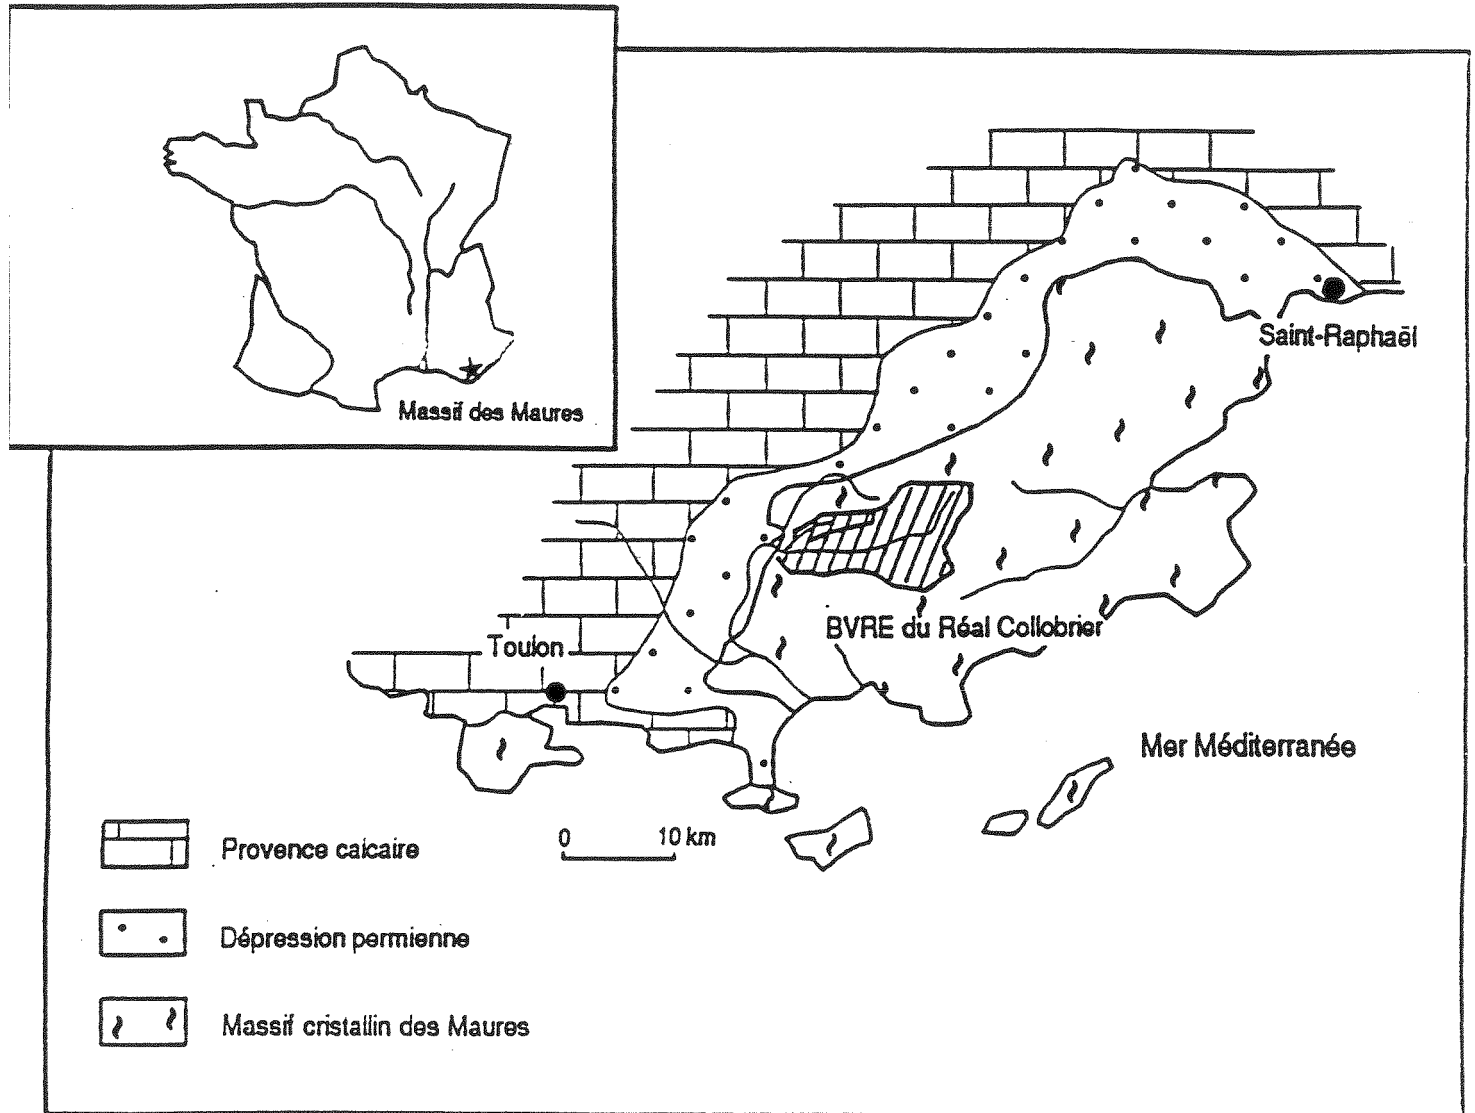 Massif des Maures
Saint-Raphaël
BVRE du Réal Collobrier
Toulon
Mer Méditerranée
0 10 km
Provence calcaire
Dépression permienne
Massif cristallin des Maures